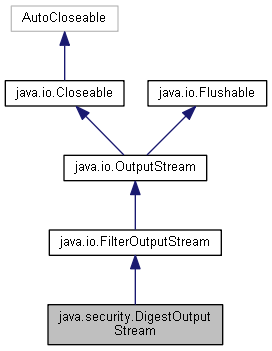 AutoCloseable
java.io.Closeable
java.io.Flushable
java.io.OutputStream
java.io.FilterOutputStream
java.security.DigestOutput
Stream